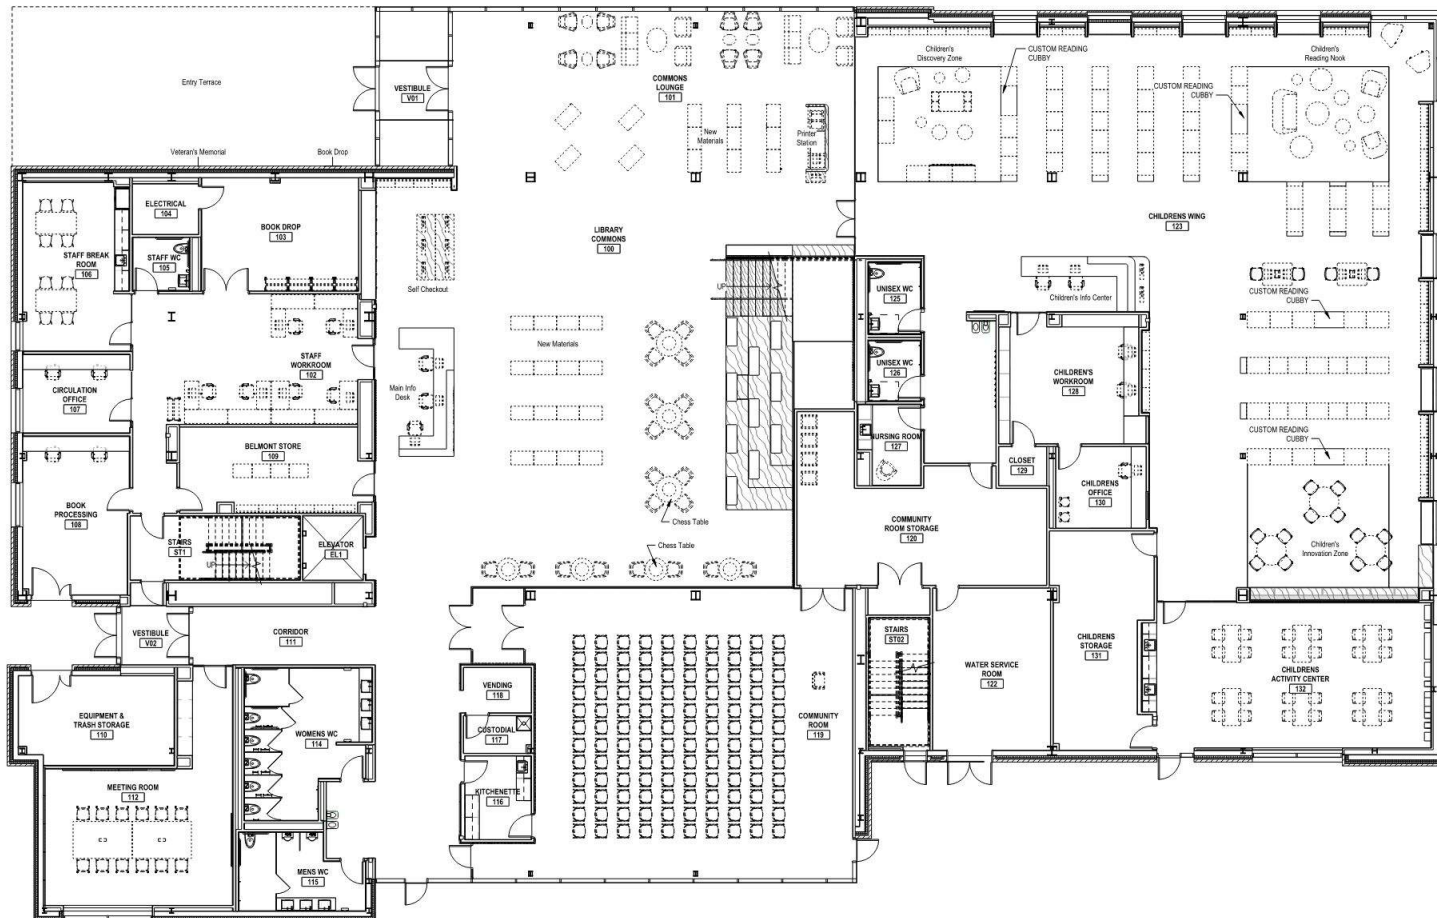 Entry Terrace
VESTIBULE
V01
Veteran's Memorial
Book Drop
COMMONS
LOUNGE
101
New
Materials
Printer
Station
Children's
Discovery Zone
CUSTOM READING
CUBBY
CUSTOM READING
CUBBY
Children's
Reading Nook
ELECTRICAL
104
BOOK DROP
103
STAFF BREAK
ROOM
106
STAFF WC
105
Self Checkout
LIBRARY
COMMONS
100
UP
CHILDRENS WING
123
UNISEX WC
125
Children's Info Center
CUSTOM READING
CUBBY
New Materials
STAFF
WORKROOM
102
CIRCULATION
OFFICE
107
Main Info
Desk
UNISEX WC
126
CHILDREN'S
WORKROOM
128
BELMONT STORE
109
NURSING ROOM
127
CLOSET
129
CUSTOM READING
CUBBY
CHILDRENS
OFFICE
130
BOOK
PROCESSING
108
STAIRS
ST1
UP
ELEVATOR
EL1
Chess Table
Chess Table
COMMUNITY
ROOM STORAGE
120
Children's
Innovation Zone
VESTIBULE
V02
CORRIDOR
111
STAIRS
ST02
WATER SERVICE
ROOM
122
CHILDRENS
STORAGE
131
CHILDRENS
ACTIVITY CENTER
132
EQUIPMENT &
TRASH STORAGE
110
WOMENS WC
114
VENDING
118
CUSTODIAL
117
COMMUNITY
ROOM
119
MEETING ROOM
112
KITCHENETTE
116
MENS WC
115